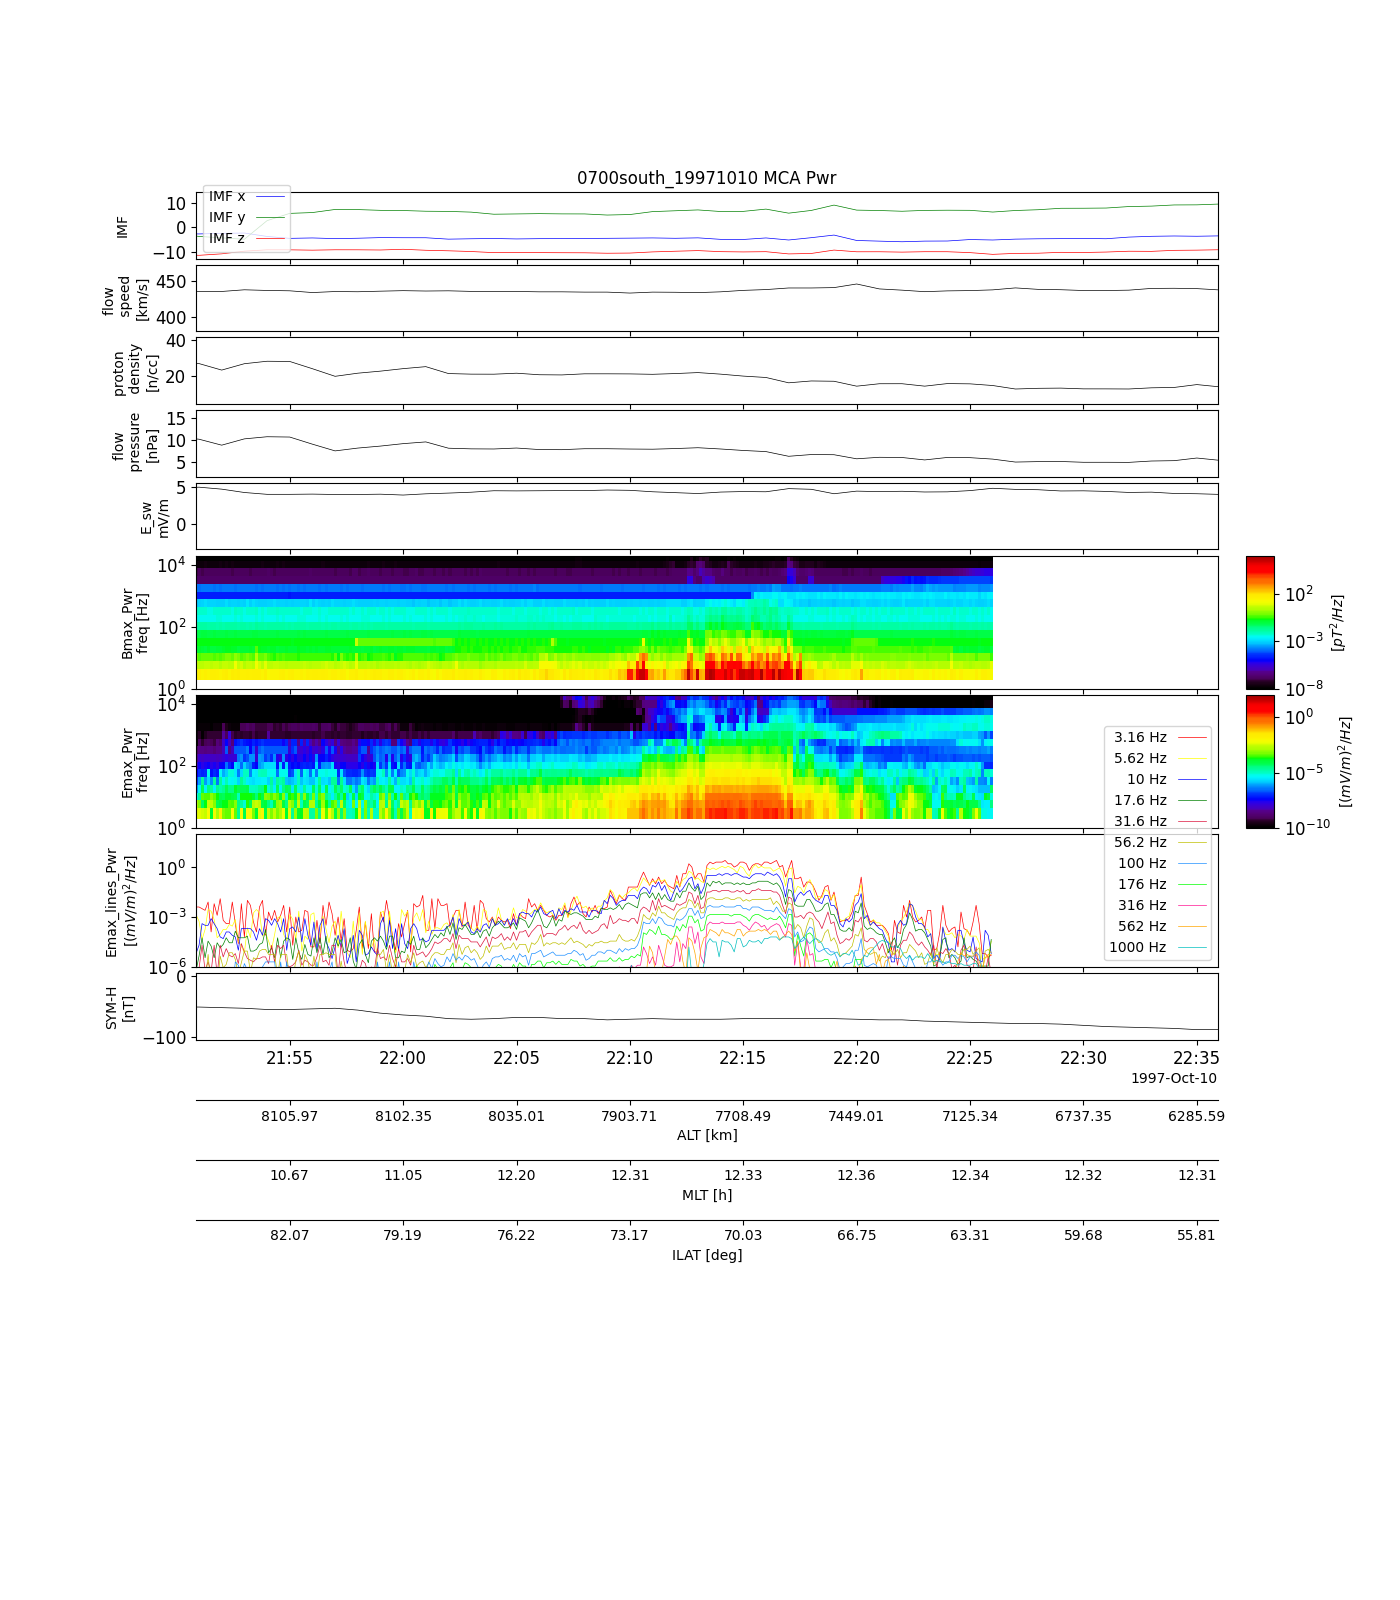 0700south_19971010 MCA Pwr
IMF
10
0
−10
IMF x
IMF y
IMF z
flow
speed
[km/s]
450
400
proton
density
[n/cc]
40
20
flow
pressure
[nPa]
15
10
5
E_sw
mV/m
5
0
Bmax_Pwr
freq [Hz]
10^4
10^2
10^0
10^2
10^-3
10^-8
[pT^2/Hz]
Emax_Pwr
freq [Hz]
10^4
10^2
10^0
10^0
10^-5
10^-10
[(mV/m)^2/Hz]
Emax_lines_Pwr
[(mV/m)^2/Hz]
10^0
10^-3
10^-6
3.16 Hz
5.62 Hz
10 Hz
17.6 Hz
31.6 Hz
56.2 Hz
100 Hz
176 Hz
316 Hz
562 Hz
1000 Hz
SYM-H
[nT]
0
−100
21:55 22:00 22:05 22:10 22:15 22:20 22:25 22:30 22:35
1997-Oct-10
8105.97 8102.35 8035.01 7903.71 7708.49 7449.01 7125.34 6737.35 6285.59
ALT [km]
10.67 11.05 12.20 12.31 12.33 12.36 12.34 12.32 12.31
MLT [h]
82.07 79.19 76.22 73.17 70.03 66.75 63.31 59.68 55.81
ILAT [deg]